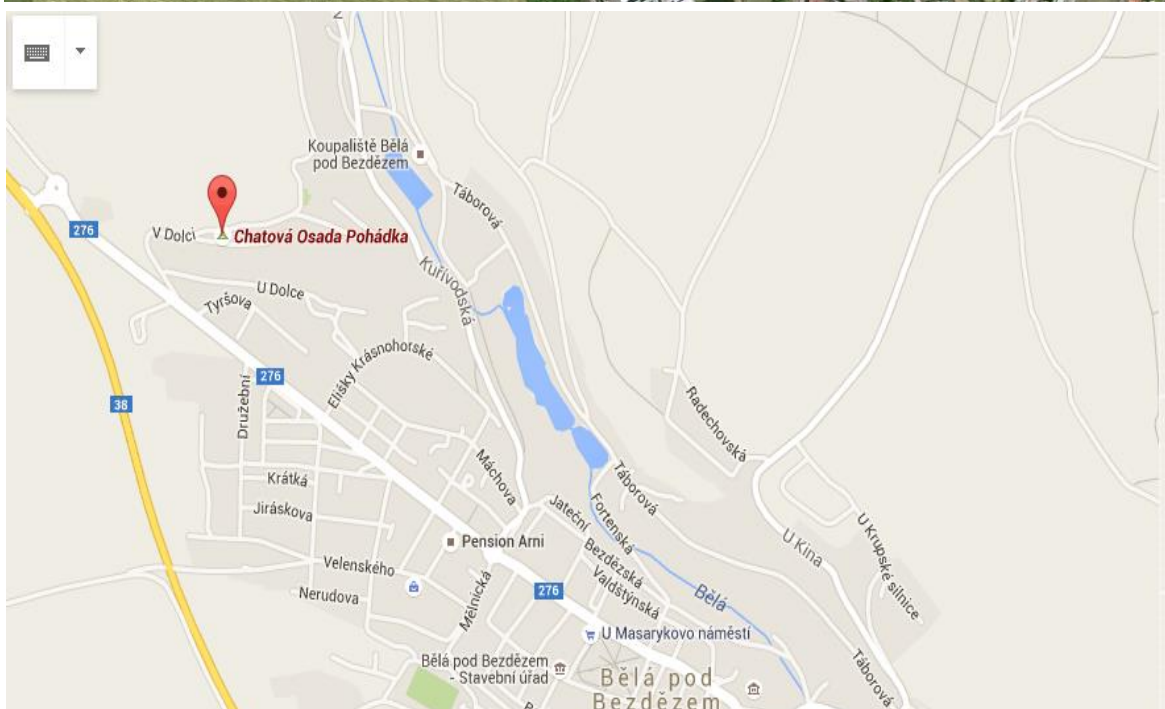 2
Koupaliště Bělá
pod Bezdězem
Táborová
276
V Dolci
Chatová Osada Pohádka
Kuřivodská
U Dolce
Tyršova
Elišky Krásnohorské
276
38
Družební
Radechovská
Krátká
Máchova
Táborová
Jiráskova
Jateční
Fortenská
U Kina
U Krupské silnice
Pension Arni
Bezdězská
Velenského
Valdštýnská
276
Nerudova
Mělnická
Bělá
U Masarykovo náměstí
Bělá pod Bezdězem
- Stavební úřad
Táborová
Bělá pod
Bezdězem